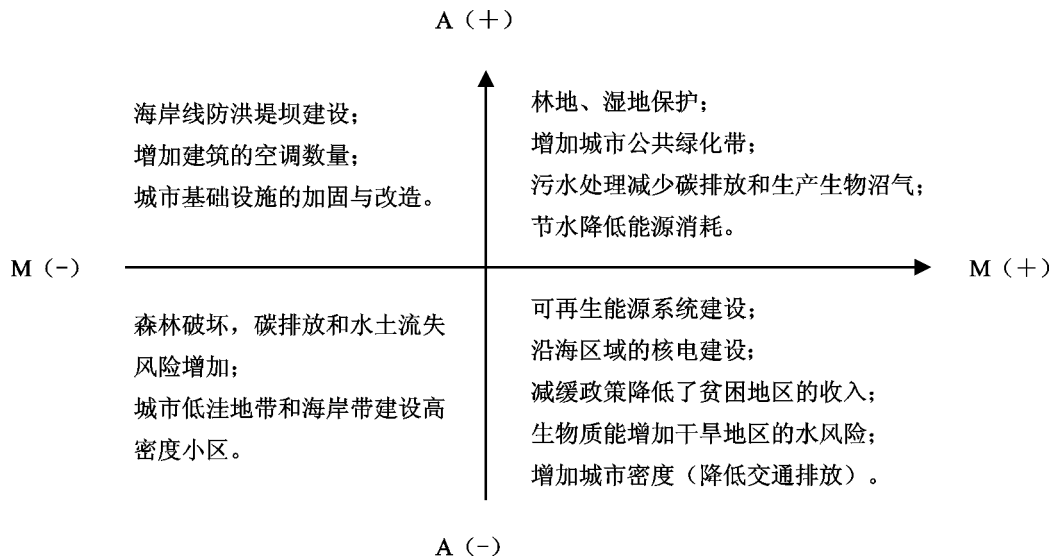 A（＋）
海岸线防洪堤坝建设；
增加建筑的空调数量；
城市基础设施的加固与改造。
林地、湿地保护；
增加城市公共绿化带；
污水处理减少碳排放和生产生物沼气；
节水降低能源消耗。
M（-）
M（＋）
森林破坏，碳排放和水土流失
风险增加；
城市低洼地带和海岸带建设高
密度小区。
可再生能源系统建设；
沿海区域的核电建设；
减缓政策降低了贫困地区的收入；
生物质能增加干旱地区的水风险；
增加城市密度（降低交通排放）。
A（-）